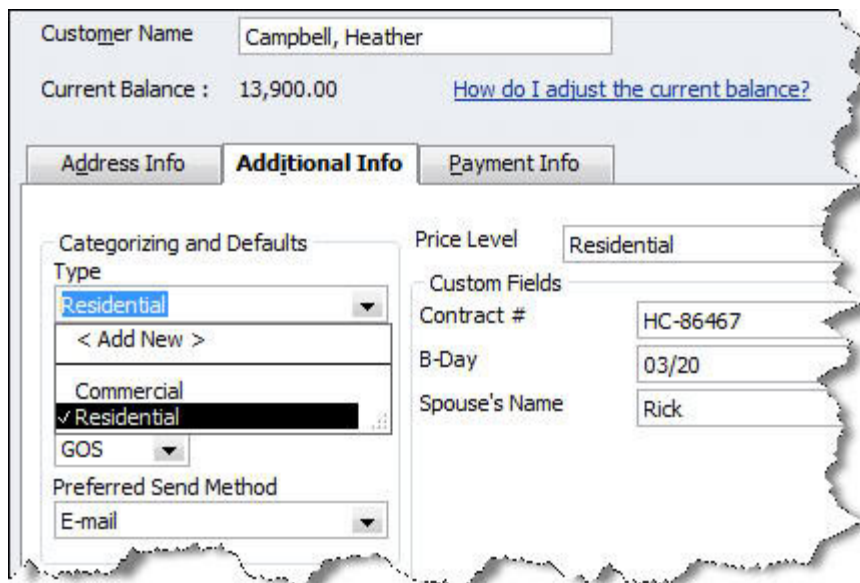 Customer Name Campbell, Heather
Current Balance : 13,900.00 How do I adjust the current balance?
Address Info Additional Info Payment Info
Categorizing and Defaults
Type
Residential
< Add New >
Commercial
✓ Residential
GOS
Preferred Send Method
E-mail
Price Level Residential
Custom Fields
Contract # HC-86467
B-Day 03/20
Spouse's Name Rick